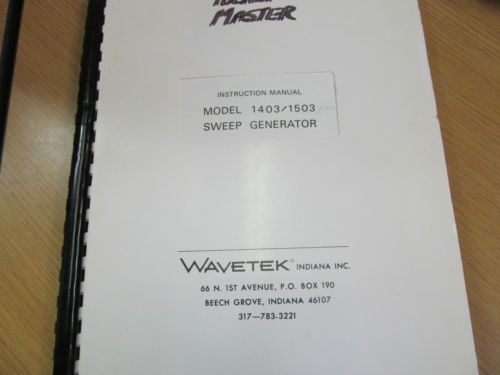 MASTER
INSTRUCTION MANUAL
MODEL 1403/1503
SWEEP GENERATOR
WAVETEK® INDIANA INC.
66 N. 1ST AVENUE, P.O. BOX 190
BEECH GROVE, INDIANA 46107
317—783-3221